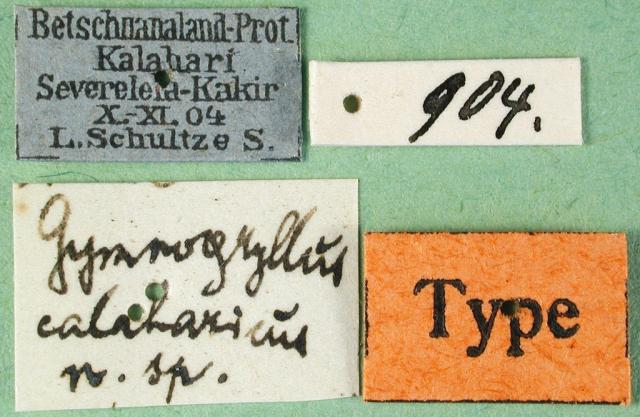 Betschuanaland-Prot.
Kalahari
Severelela-Kakir
X.-XI. 04
L. Schultze S.
904.
Gymnogryllus
calaharicus
n. sp.
Type